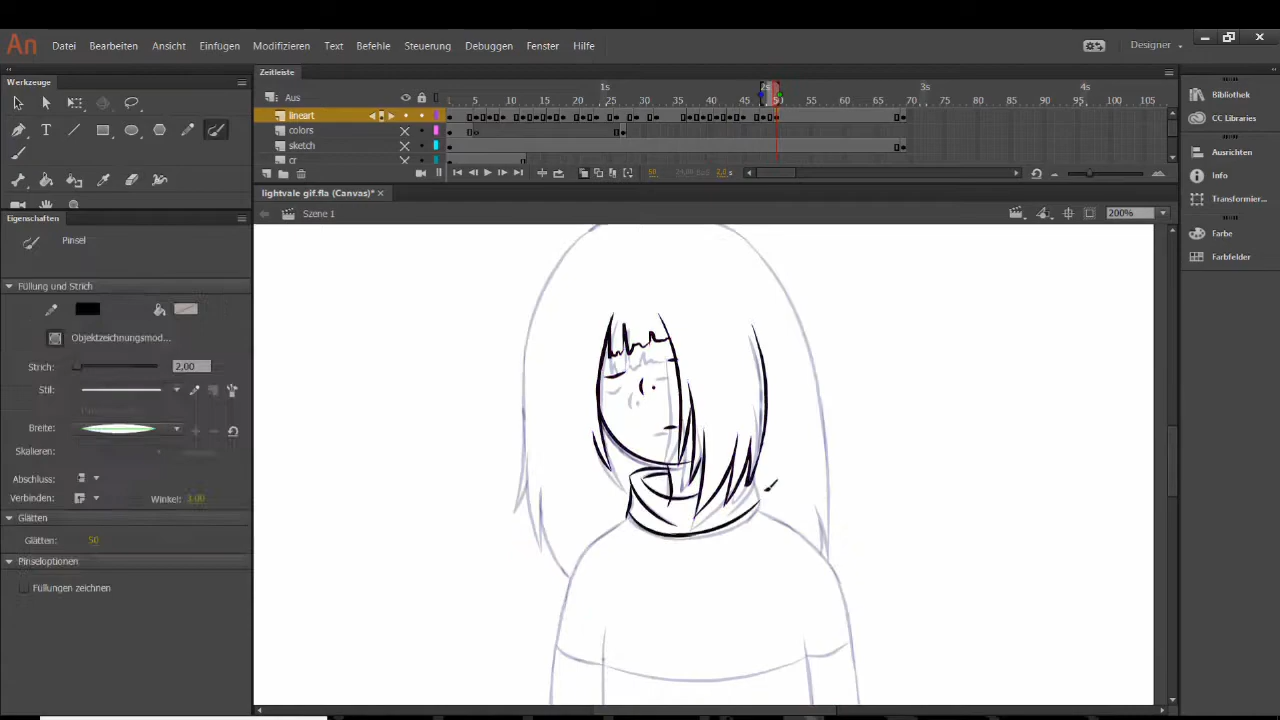 An Datei Bearbeiten Ansicht Einfügen Modifizieren Text Befehle Steuerung Debuggen Fenster Hilfe Designer
Werkzeuge
Zeitleiste
1s 2s 3s 4s
Aus 1 5 10 15 20 25 30 35 40 45 50 55 60 65 70 75 80 85 90 95 100 105
lineart
colors
sketch
cr
lightvale gif.fla (Canvas)* ×
Szene 1 200%
Eigenschaften
Pinsel
Füllung und Strich
Objektzeichnungsmod...
Strich: 2,00
Stil:
Breite:
Skalieren:
Abschluss:
Verbinden: Winkel:
Glätten
Glätten: 50
Pinseloptionen
Füllungen zeichnen
Bibliothek
CC Libraries
Ausrichten
Info
Transformier...
Farbe
Farbfelder